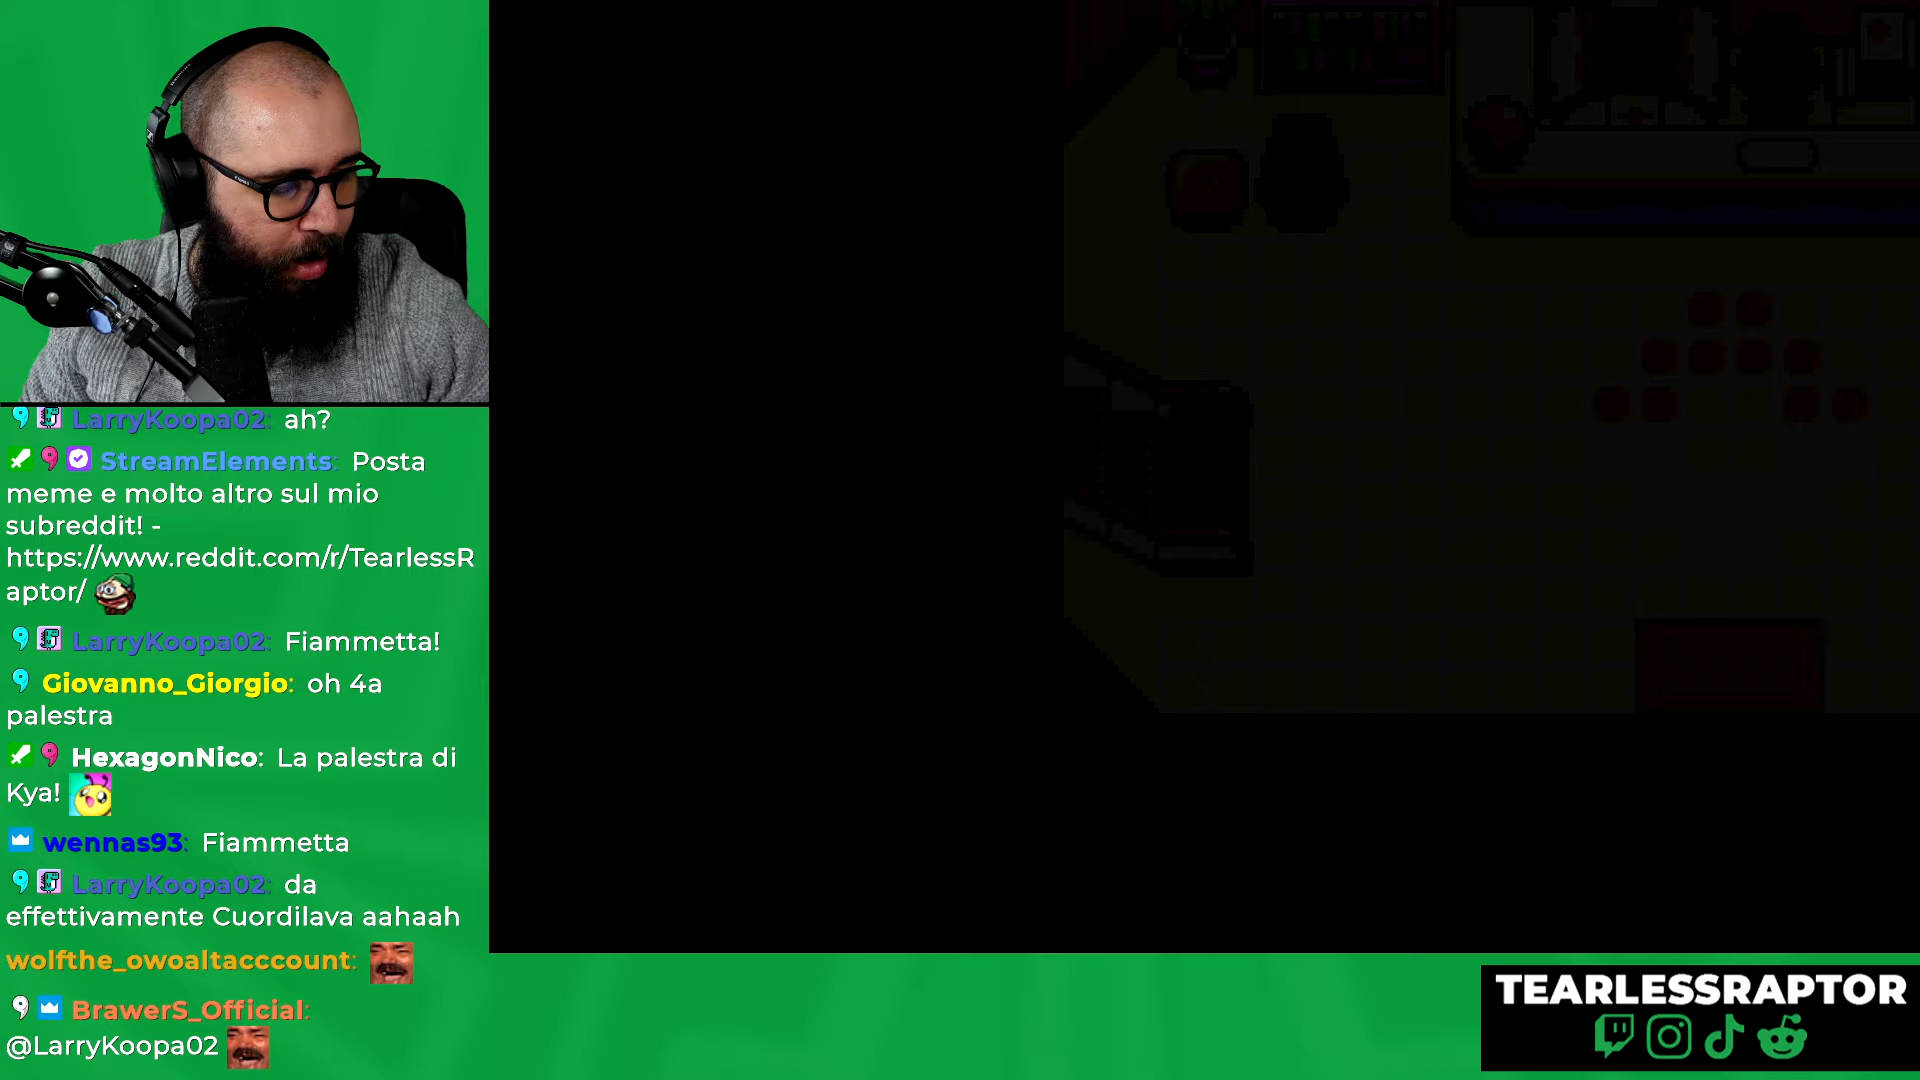 LarryKoopa02: ah?
StreamElements: Posta
meme e molto altro sul mio
subreddit! -
https://www.reddit.com/r/TearlessR
aptor/
LarryKoopa02: Fiammetta!
Giovanno_Giorgio: oh 4a
palestra
HexagonNico: La palestra di
Kya!
wennas93: Fiammetta
LarryKoopa02: da
effettivamente Cuordilava aahaah
wolfthe_owoaltacccount:
BrawerS_Official:
@LarryKoopa02
TEARLESSRAPTOR